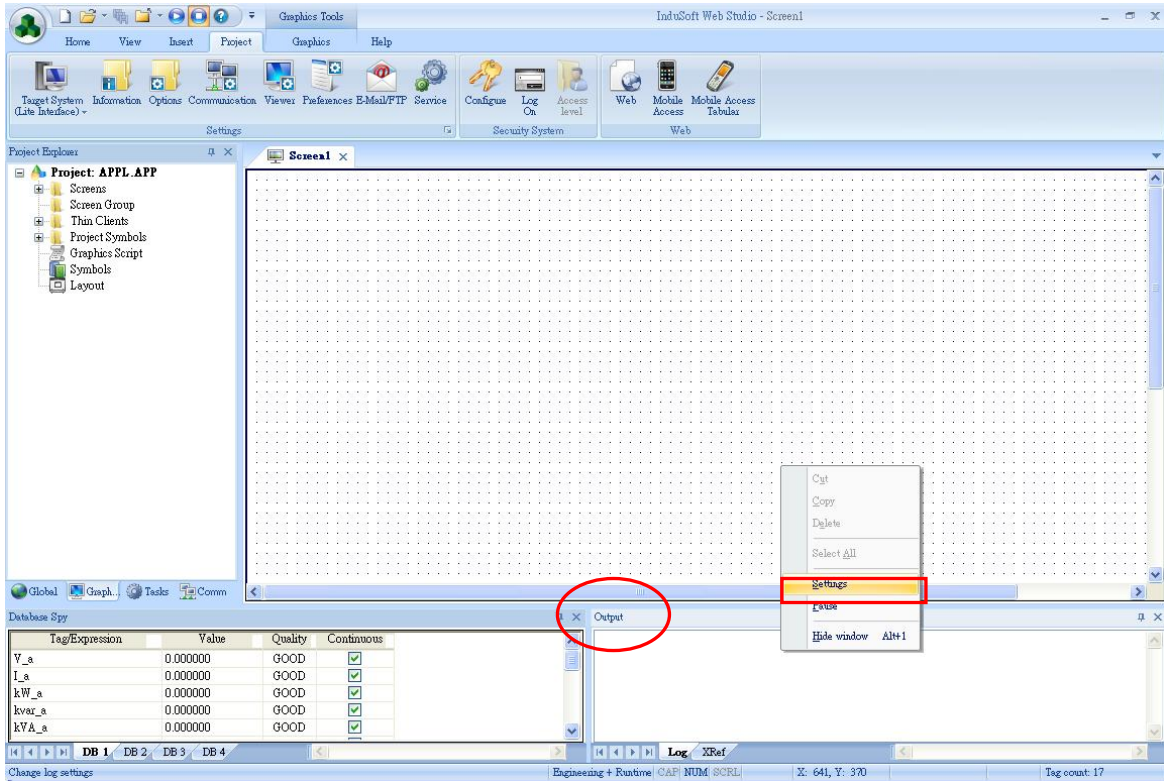 Graphics Tools
InduSoft Web Studio - Screen1
Home View Insert Project Graphics Help
Target System (Lite Interface)
Information
Options
Communication
Viewer
Preferences
E-Mail/FTP
Service
Configure
Log On
Access level
Web
Mobile Access
Mobile Access Tabular
Settings
Security System
Web
Project Explorer
Screen1
Project: APPL.APP
Screens
Screen Group
Thin Clients
Project Symbols
Graphics Script
Symbols
Layout
Cut
Copy
Delete
Select All
Settings
Pause
Hide window Alt+1
Global Graph... Tasks Comm
Database Spy
Output
Tag/Expression Value Quality Continuous
V_a 0.000000 GOOD
I_a 0.000000 GOOD
kW_a 0.000000 GOOD
kvar_a 0.000000 GOOD
kVA_a 0.000000 GOOD
DB 1 DB 2 DB 3 DB 4
Log XRef
Change log settings
Engineering + Runtime CAP NUM SCRL X: 641, Y: 370 Tag count: 17